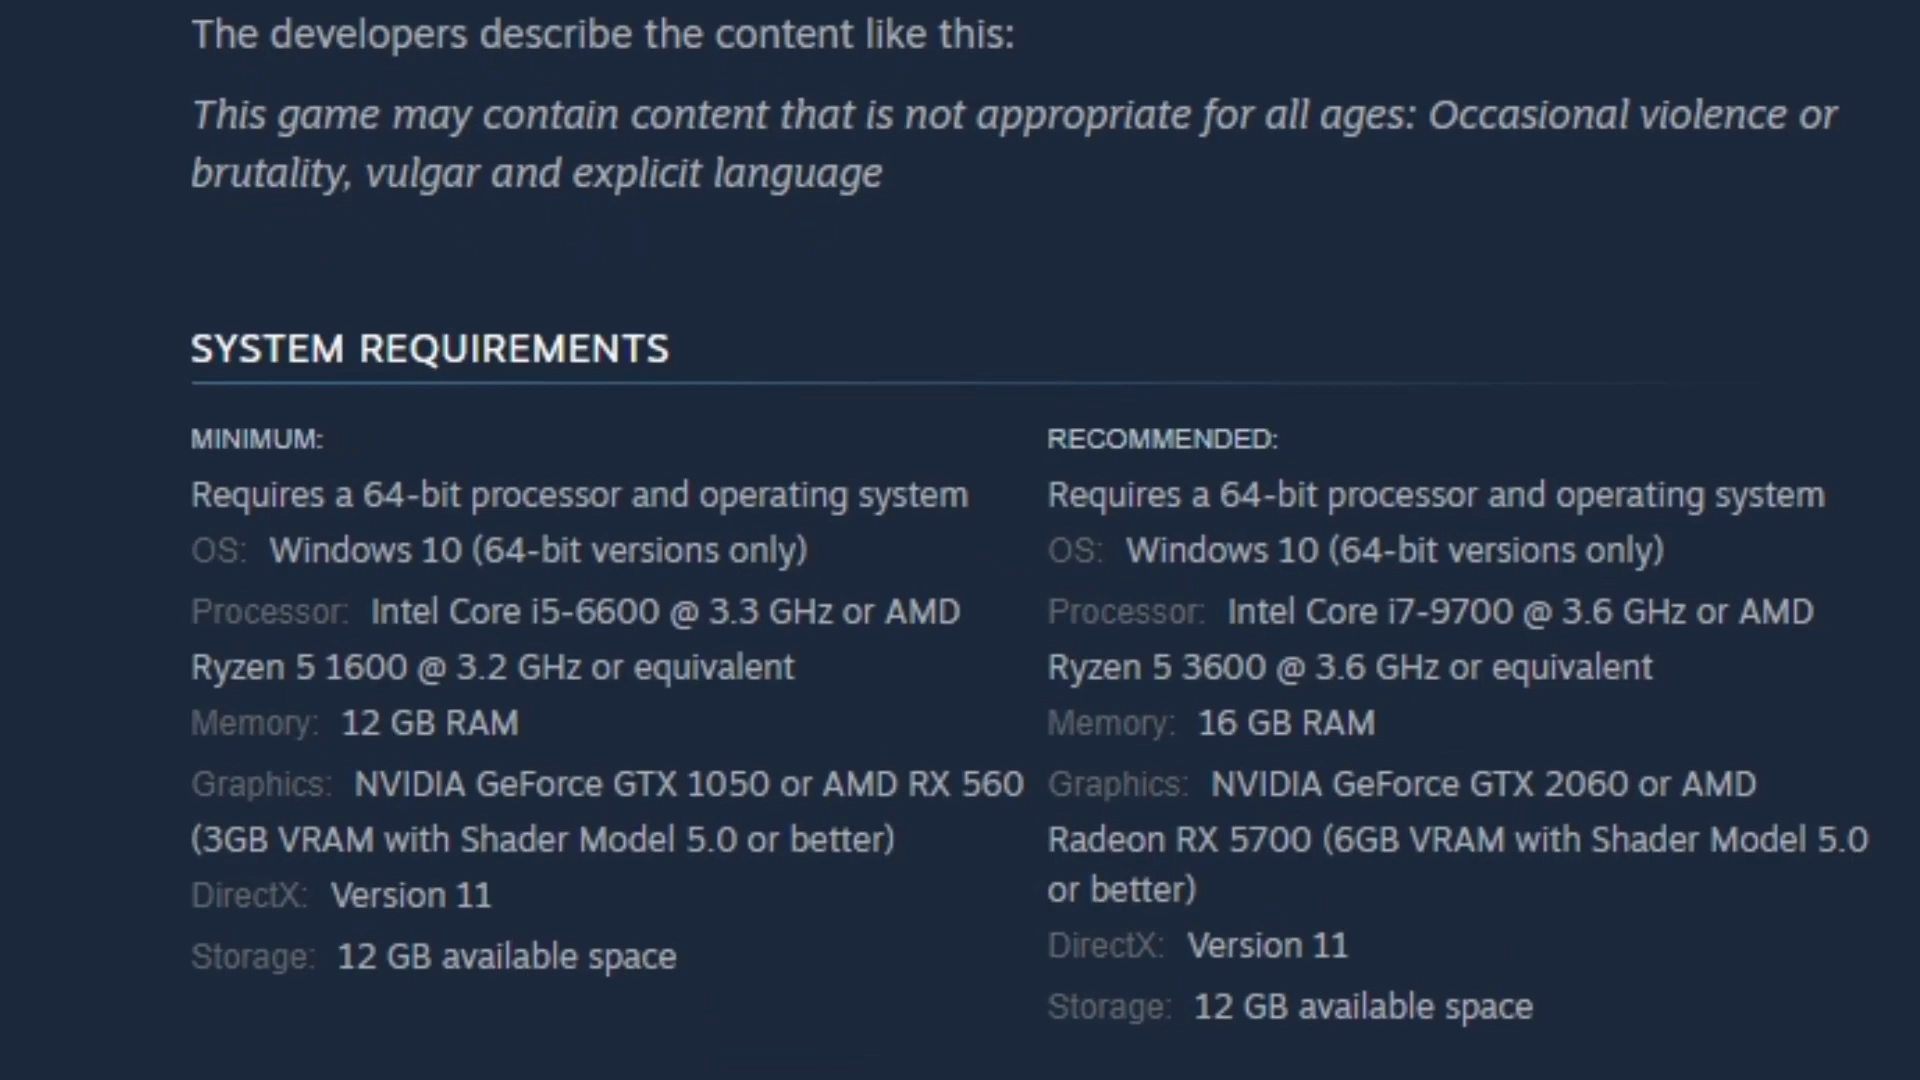 The developers describe the content like this:
This game may contain content that is not appropriate for all ages: Occasional violence or
brutality, vulgar and explicit language
SYSTEM REQUIREMENTS
MINIMUM:
Requires a 64-bit processor and operating system
OS: Windows 10 (64-bit versions only)
Processor: Intel Core i5-6600 @ 3.3 GHz or AMD
Ryzen 5 1600 @ 3.2 GHz or equivalent
Memory: 12 GB RAM
Graphics: NVIDIA GeForce GTX 1050 or AMD RX 560
(3GB VRAM with Shader Model 5.0 or better)
DirectX: Version 11
Storage: 12 GB available space
RECOMMENDED:
Requires a 64-bit processor and operating system
OS: Windows 10 (64-bit versions only)
Processor: Intel Core i7-9700 @ 3.6 GHz or AMD
Ryzen 5 3600 @ 3.6 GHz or equivalent
Memory: 16 GB RAM
Graphics: NVIDIA GeForce GTX 2060 or AMD
Radeon RX 5700 (6GB VRAM with Shader Model 5.0
or better)
DirectX: Version 11
Storage: 12 GB available space